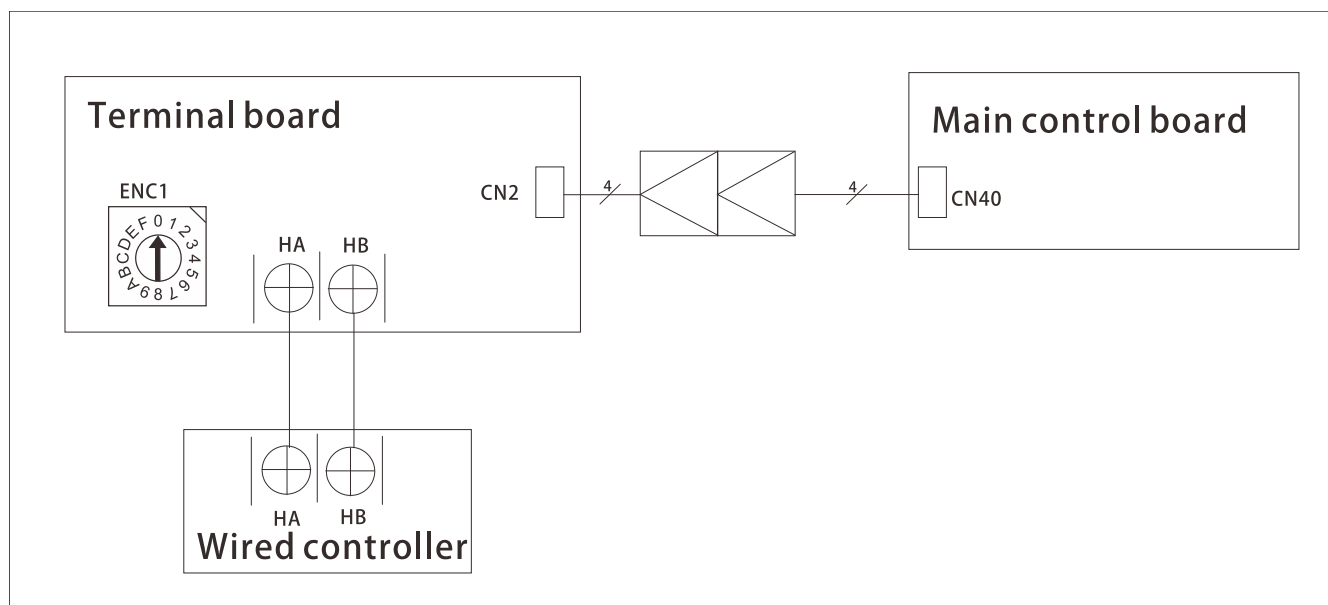 Terminal board
Main control board
ENC1
0 1 2 3 4 5 6 7 8 9 A B C D E F
CN2
4
4
CN40
HA
HB
HA
HB
Wired controller